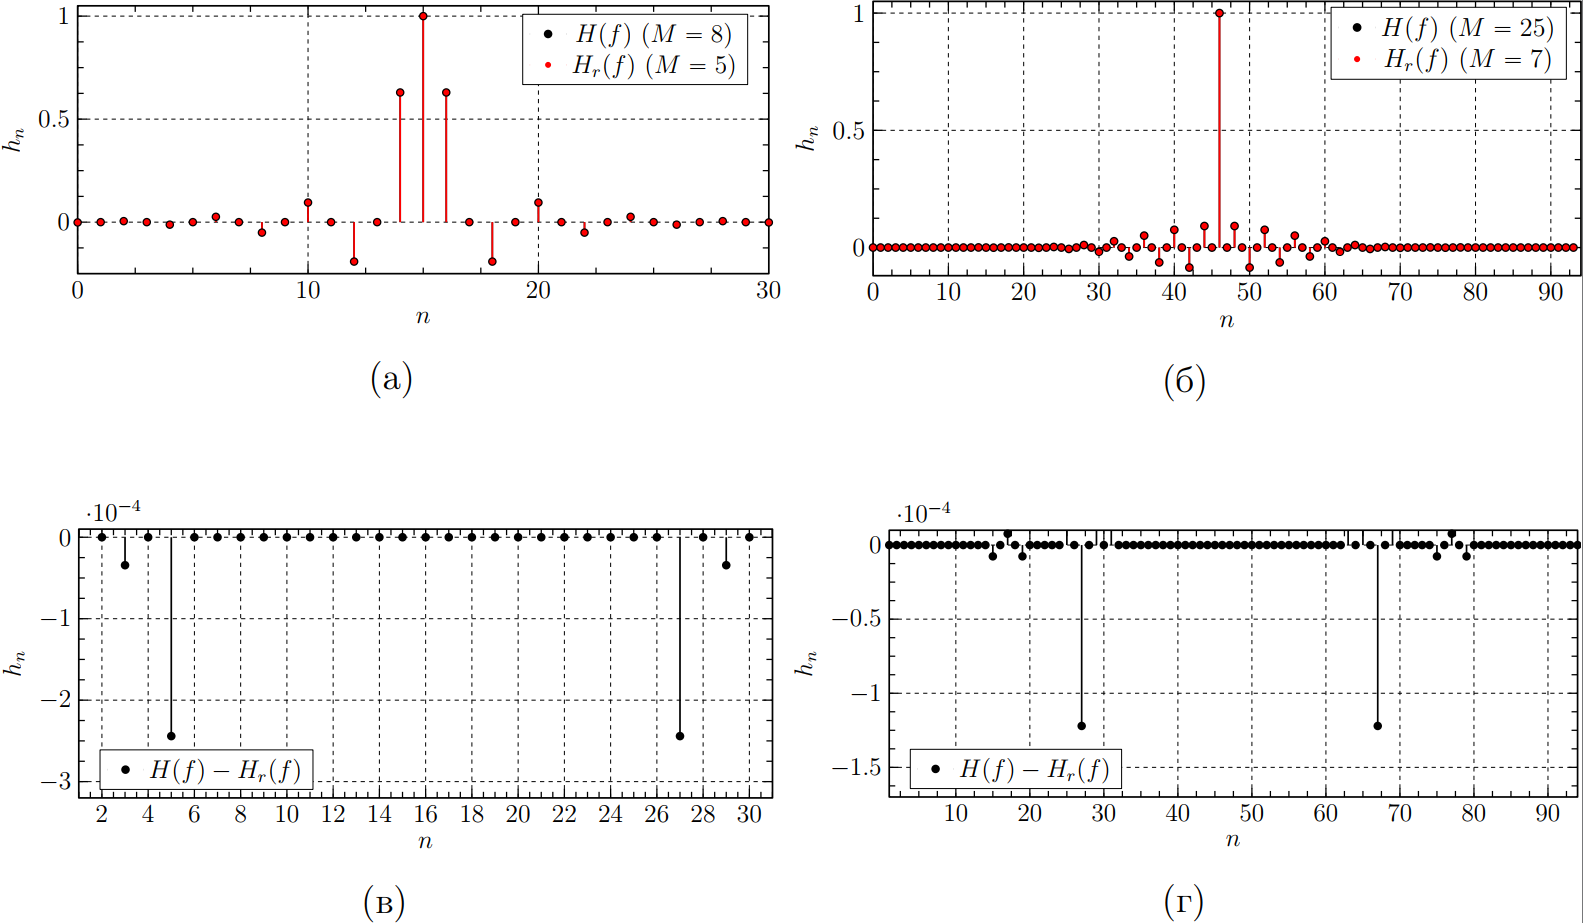 1
0.5
0
h_n
H(f) (M = 8)
H_r(f) (M = 5)
0 10 20 30
n
(а)
1
0.5
0
h_n
H(f) (M = 25)
H_r(f) (M = 7)
0 10 20 30 40 50 60 70 80 90
n
(б)
·10^−4
0
−1
−2
−3
h_n
H(f) − H_r(f)
2 4 6 8 10 12 14 16 18 20 22 24 26 28 30
n
(в)
·10^−4
0
−0.5
−1
−1.5
h_n
H(f) − H_r(f)
10 20 30 40 50 60 70 80 90
n
(г)